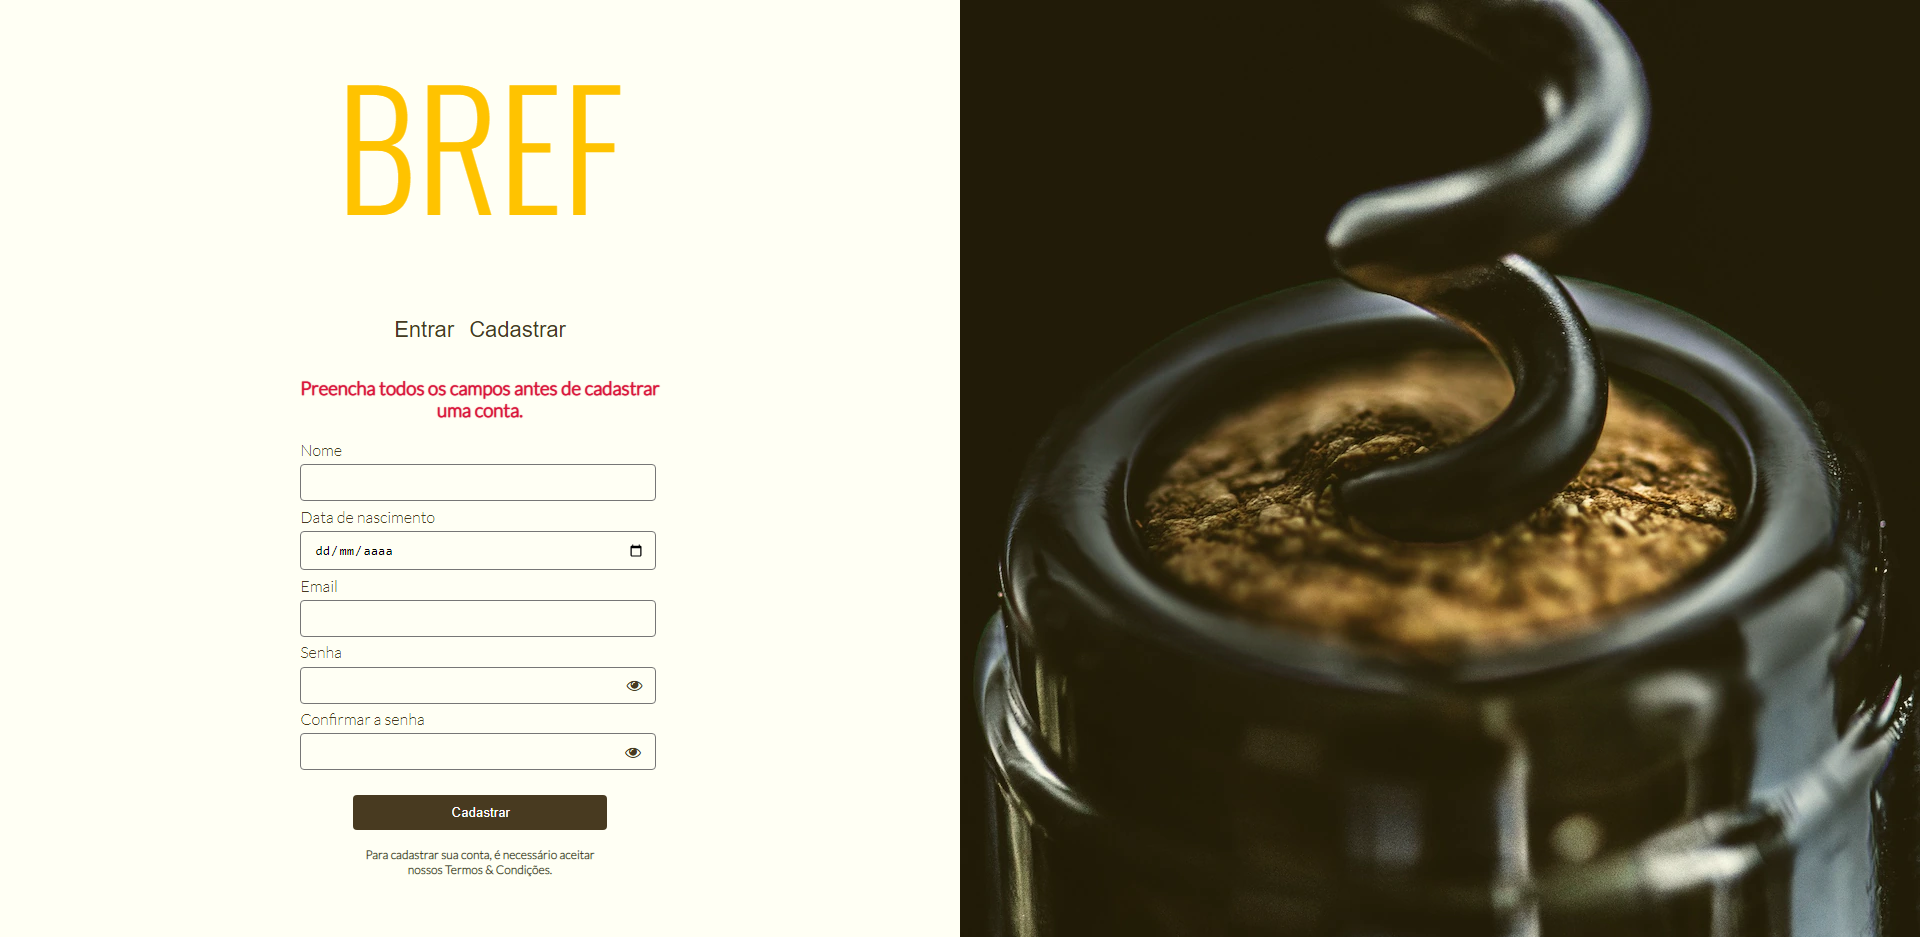 BREF
Entrar Cadastrar
Preencha todos os campos antes de cadastrar
uma conta.
Nome
Data de nascimento
dd/mm/aaaa
Email
Senha
Confirmar a senha
Cadastrar
Para cadastrar sua conta, é necessário aceitar
nossos Termos & Condições.